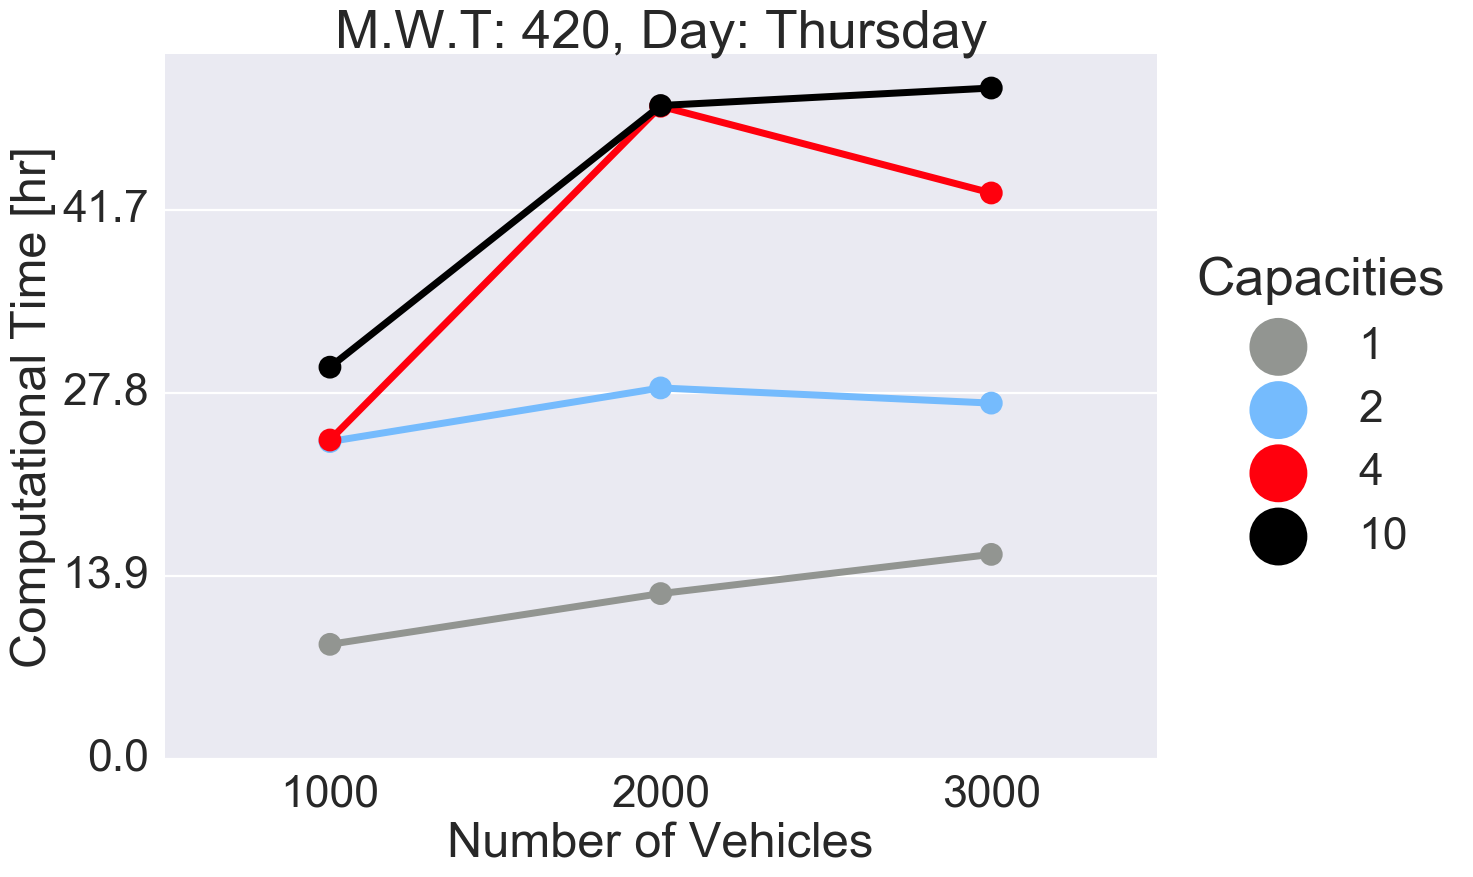 M.W.T: 420, Day: Thursday
Computational Time [hr]
41.7
27.8
13.9
0.0
1000 2000 3000
Number of Vehicles
Capacities
1
2
4
10